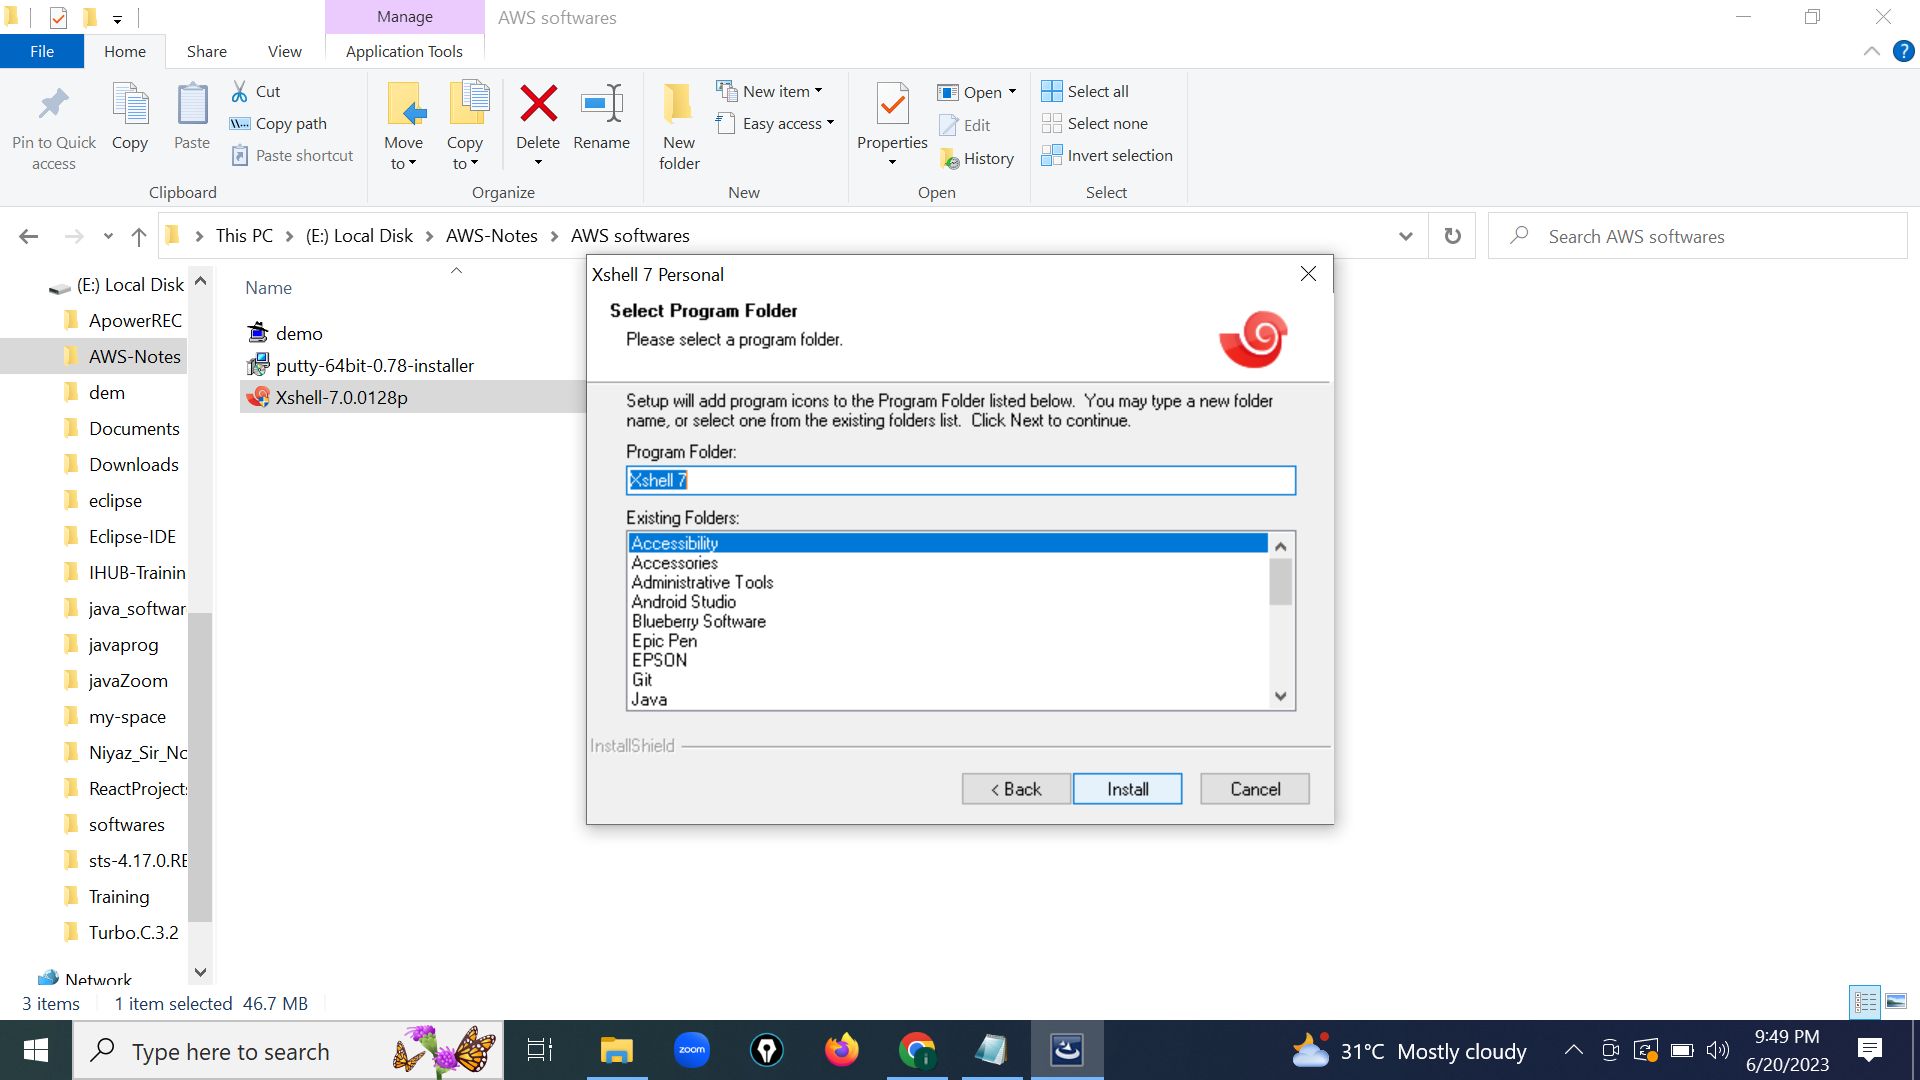 Manage
AWS softwares
File
Home
Share
View
Application Tools
Pin to Quick access
Copy
Paste
Cut
Copy path
Paste shortcut
Clipboard
Move to
Copy to
Delete
Rename
Organize
New folder
New item
Easy access
New
Properties
Open
Edit
History
Open
Select all
Select none
Invert selection
Select
This PC > (E:) Local Disk > AWS-Notes > AWS softwares
Search AWS softwares
(E:) Local Disk
ApowerREC
AWS-Notes
dem
Documents
Downloads
eclipse
Eclipse-IDE
IHUB-Trainin
java_softwar
javaprog
javaZoom
my-space
Niyaz_Sir_No
ReactProjects
softwares
sts-4.17.0.RE
Training
Turbo.C.3.2
Network
Name
demo
putty-64bit-0.78-installer
Xshell-7.0.0128p
Xshell 7 Personal
Select Program Folder
Please select a program folder.
Setup will add program icons to the Program Folder listed below. You may type a new folder
name, or select one from the existing folders list. Click Next to continue.
Program Folder:
Xshell 7
Existing Folders:
Accessibility
Accessories
Administrative Tools
Android Studio
Blueberry Software
Epic Pen
EPSON
Git
Java
InstallShield
< Back
Install
Cancel
3 items
1 item selected 46.7 MB
Type here to search
zoom
31°C Mostly cloudy
9:49 PM
6/20/2023